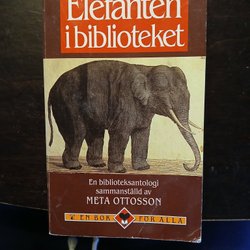 Elefanten
i biblioteket
En biblioteksantologi
sammanställd av
META OTTOSSON
EN BOK FÖR ALLA